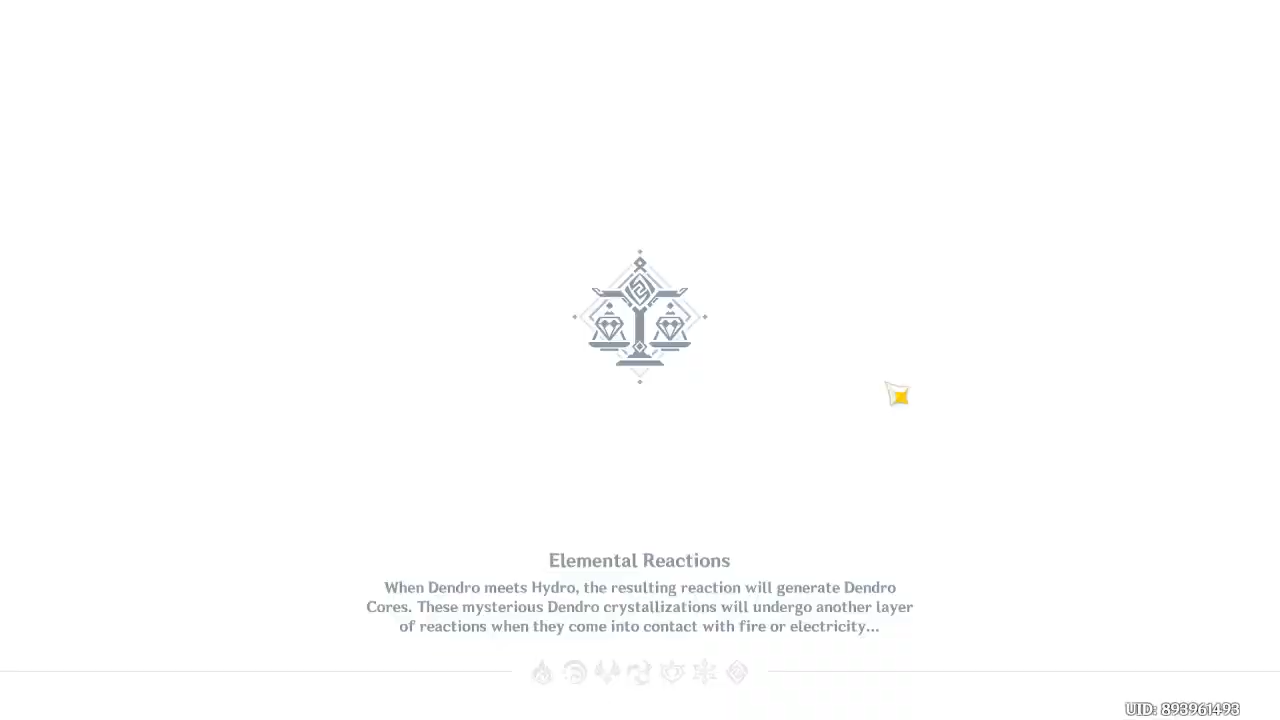 Elemental Reactions
When Dendro meets Hydro, the resulting reaction will generate Dendro
Cores. These mysterious Dendro crystallizations will undergo another layer
of reactions when they come into contact with fire or electricity...
UID: 893961493